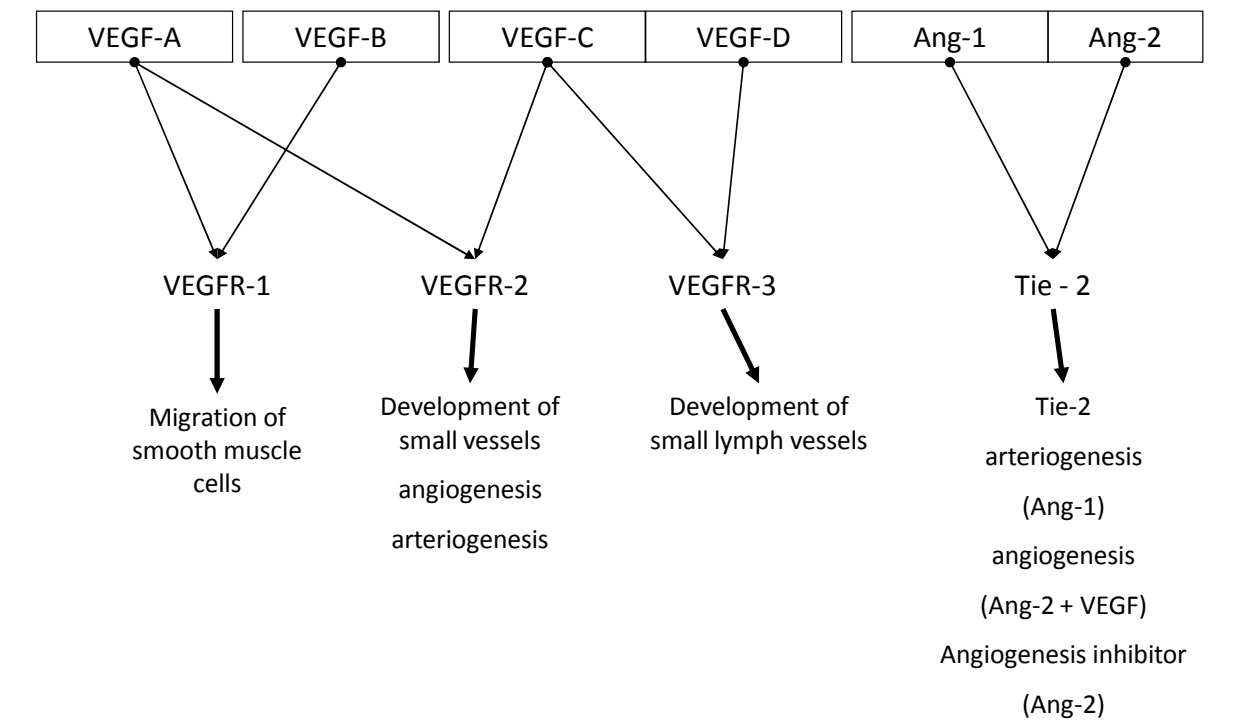 VEGF-A
VEGF-B
VEGF-C
VEGF-D
Ang-1
Ang-2
VEGFR-1
VEGFR-2
VEGFR-3
Tie - 2
Migration of
smooth muscle
cells
Development of
small vessels
angiogenesis
arteriogenesis
Development of
small lymph vessels
Tie-2
arteriogenesis
(Ang-1)
angiogenesis
(Ang-2 + VEGF)
Angiogenesis inhibitor
(Ang-2)